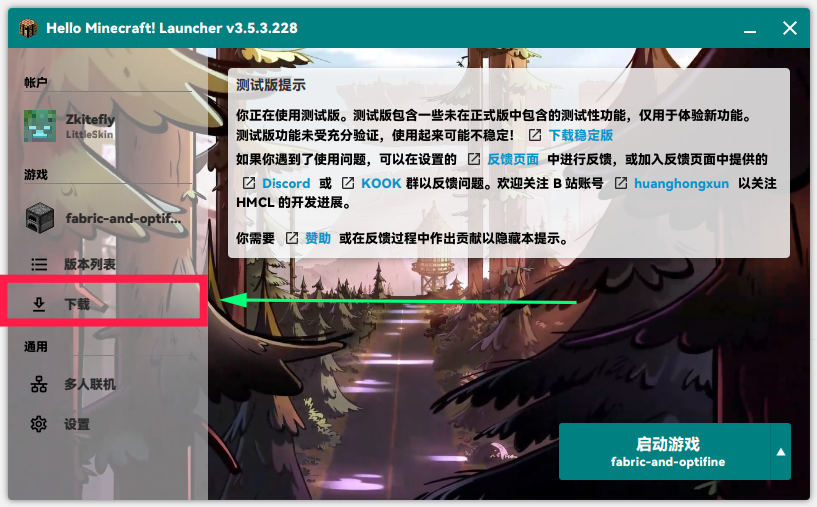 Hello Minecraft! Launcher v3.5.3.228
帐户
Zkitefly
LittleSkin
游戏
fabric-and-optif...
版本列表
下载
通用
多人联机
设置
测试版提示
你正在使用测试版。测试版包含一些未在正式版中包含的测试性功能，仅用于体验新功能。
测试版功能未受充分验证，使用起来可能不稳定！ 下载稳定版
如果你遇到了使用问题，可以在设置的 反馈页面 中进行反馈，或加入反馈页面中提供的
Discord 或 KOOK 群以反馈问题。欢迎关注 B 站账号 huanghongxun 以关注
HMCL 的开发进展。
你需要 赞助 或在反馈过程中作出贡献以隐藏本提示。
启动游戏
fabric-and-optifine